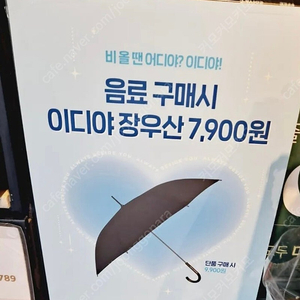 비 올 땐 어디야? 이디야!
음료 구매시
이디야 장우산 7,900원
단품 구매시
9,900원
789